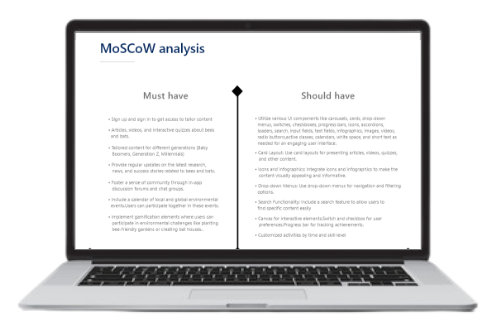 MoSCoW analysis
Must have
• Sign up and sign in to get access to tailor content
• Articles, videos, and interactive quizzes about bees
and bats.
• Tailored content for different generations (Baby
Boomers, Generation Z, Millennials)
• Provide regular updates on the latest research,
news, and success stories related to bees and bats.
• Foster a sense of community through in-app
discussion forums and chat groups.
• Include a calendar of local and global environmental
events.Users can participate together in these events.
• Implement gamification elements where users can
participate in environmental challenges like planting
bee-friendly gardens or creating bat houses.
Should have
• Utilise various UI components like carousels, cards, drop down
menus, switches, checkboxes, progress bars, icons, accordions,
loaders, search, input fields, text fields, infographics, images, videos,
radio buttons/active classes, calendars, white space, and short text as
needed for an engaging user interface.
• Card Layout: Use card layouts for presenting articles, videos, quizzes,
and other content.
• Icons and Infographics: Integrate icons and infographics to make the
content visually appealing and informative.
• Drop-down Menus: Use drop-down menus for navigation and filtering
options.
• Search Functionality: Include a search feature to allow users to
find specific content easily
• Canvas for interactive elements:Switch and checkbox for user
preferences;Progress bar for tracking achievements.
• Customized activities by time and skill level